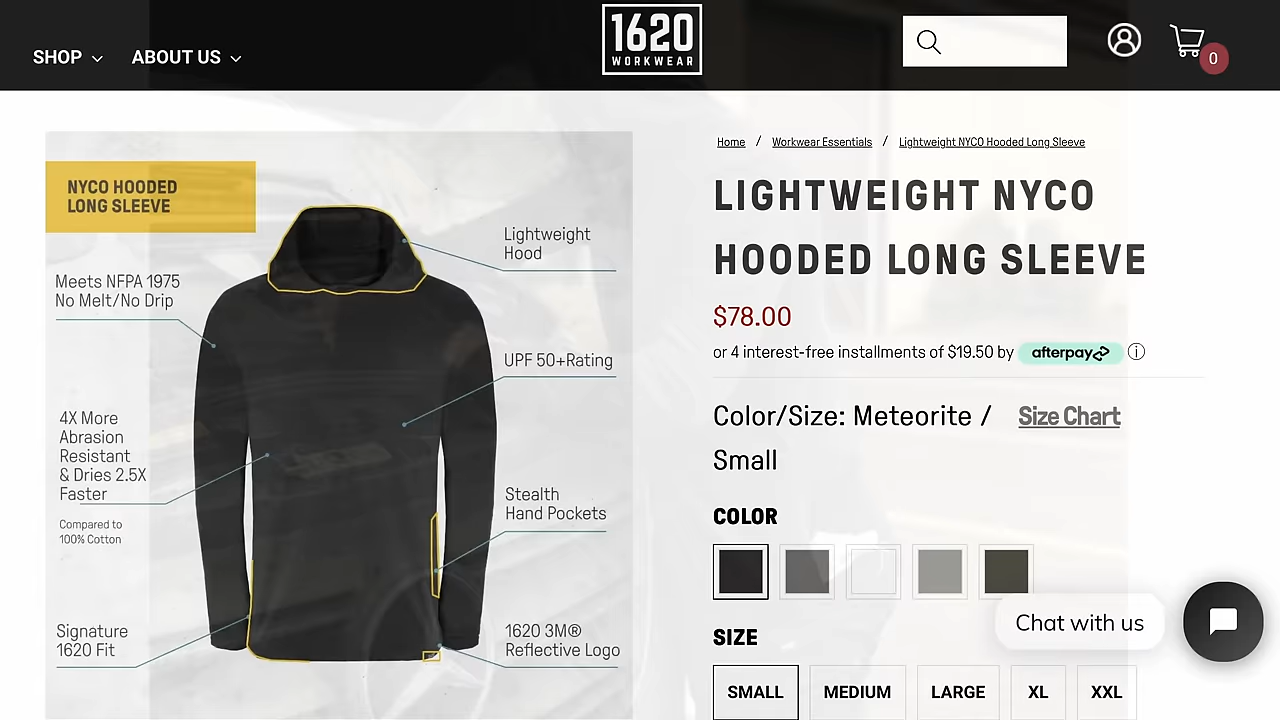 SHOP
ABOUT US
1620
WORKWEAR
0
NYCO HOODED
LONG SLEEVE
Lightweight
Hood
Meets NFPA 1975
No Melt/No Drip
UPF 50+Rating
4X More
Abrasion
Resistant
& Dries 2.5X
Faster
Compared to
100% Cotton
Stealth
Hand Pockets
Signature
1620 Fit
1620 3M®
Reflective Logo
Home / Workwear Essentials / Lightweight NYCO Hooded Long Sleeve
LIGHTWEIGHT NYCO
HOODED LONG SLEEVE
$78.00
or 4 interest-free installments of $19.50 by afterpay ⓘ
Color/Size: Meteorite / Size Chart
Small
COLOR
Chat with us
SIZE
SMALL MEDIUM LARGE XL XXL